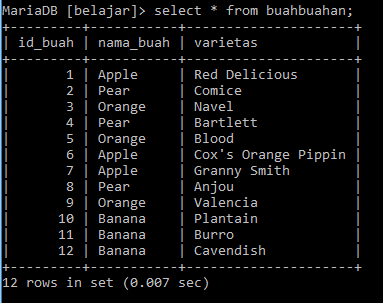 MariaDB [belajar]> select * from buahbuahan;
+---------+-----------+----------------------+
| id_buah | nama_buah | varietas             |
+---------+-----------+----------------------+
|       1 | Apple     | Red Delicious        |
|       2 | Pear      | Comice               |
|       3 | Orange    | Navel                |
|       4 | Pear      | Bartlett             |
|       5 | Orange    | Blood                |
|       6 | Apple     | Cox's Orange Pippin  |
|       7 | Apple     | Granny Smith         |
|       8 | Pear      | Anjou                |
|       9 | Orange    | Valencia             |
|      10 | Banana    | Plantain             |
|      11 | Banana    | Burro                |
|      12 | Banana    | Cavendish            |
+---------+-----------+----------------------+
12 rows in set (0.007 sec)